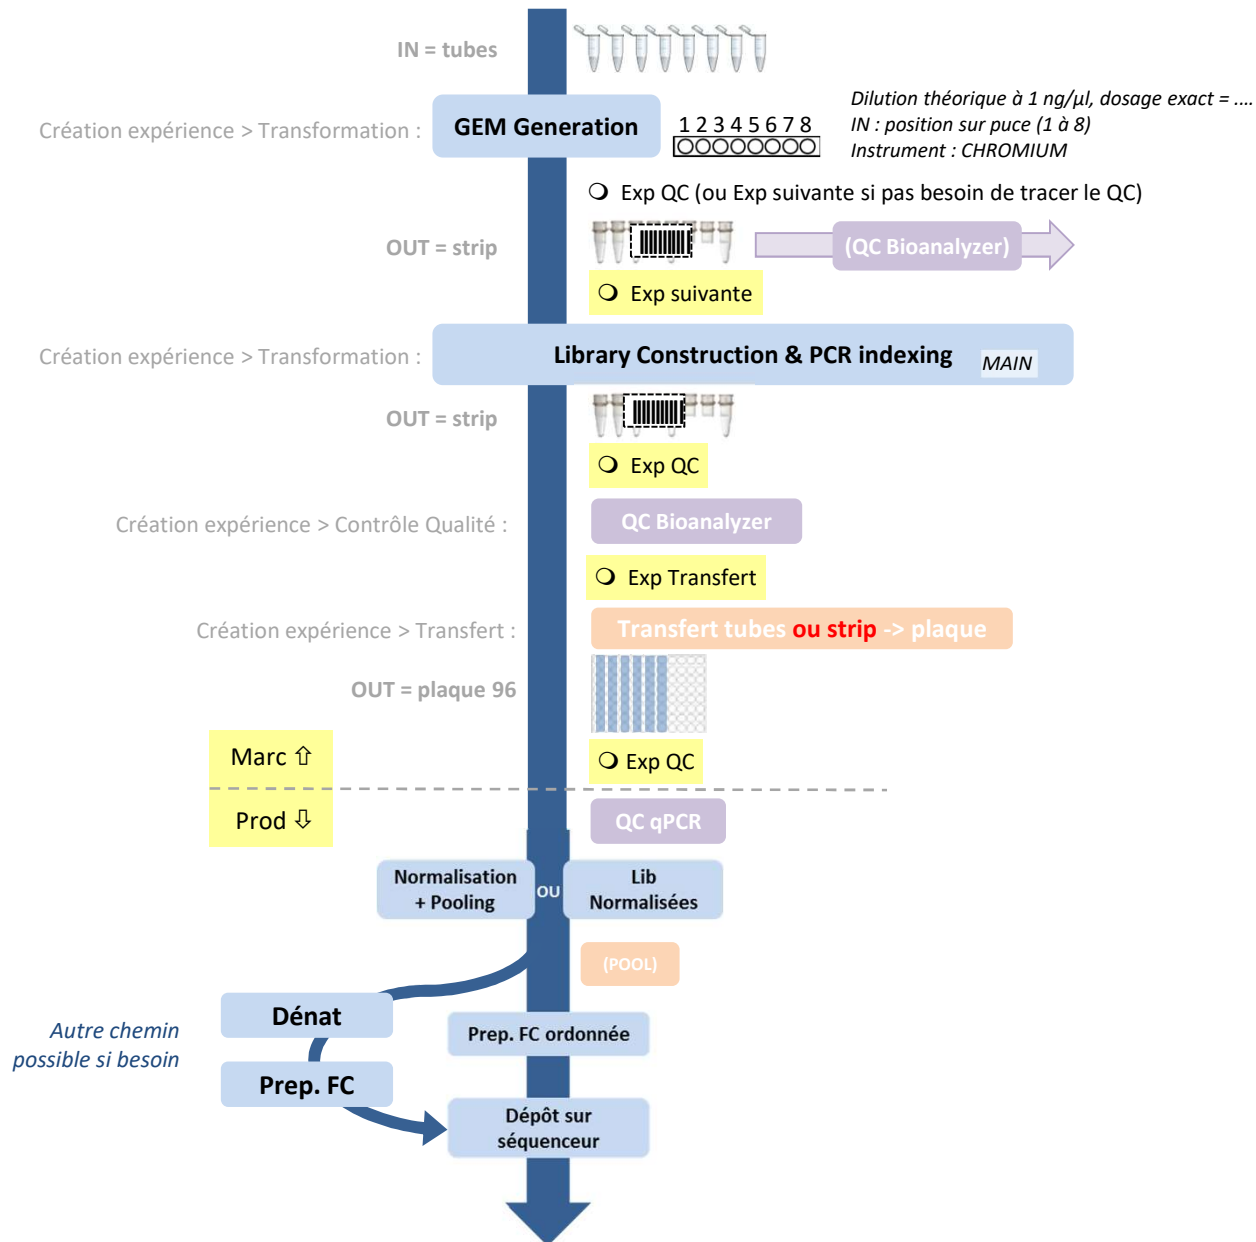 IN = tubes
Dilution théorique à 1 ng/µl, dosage exact = ....
Création expérience > Transformation :
GEM Generation
1 2 3 4 5 6 7 8
IN : position sur puce (1 à 8)
Instrument : CHROMIUM
Exp QC (ou Exp suivante si pas besoin de tracer le QC)
OUT = strip
(QC Bioanalyzer)
Exp suivante
Création expérience > Transformation :
Library Construction & PCR indexing
MAIN
OUT = strip
Exp QC
Création expérience > Contrôle Qualité :
QC Bioanalyzer
Exp Transfert
Création expérience > Transfert :
Transfert tubes ou strip -> plaque
OUT = plaque 96
Marc ⇧
Exp QC
Prod ⇩
QC qPCR
Normalisation
+ Pooling
OU
Lib
Normalisées
(POOL)
Dénat
Autre chemin
possible si besoin
Prep. FC ordonnée
Prep. FC
Dépôt sur
séquenceur